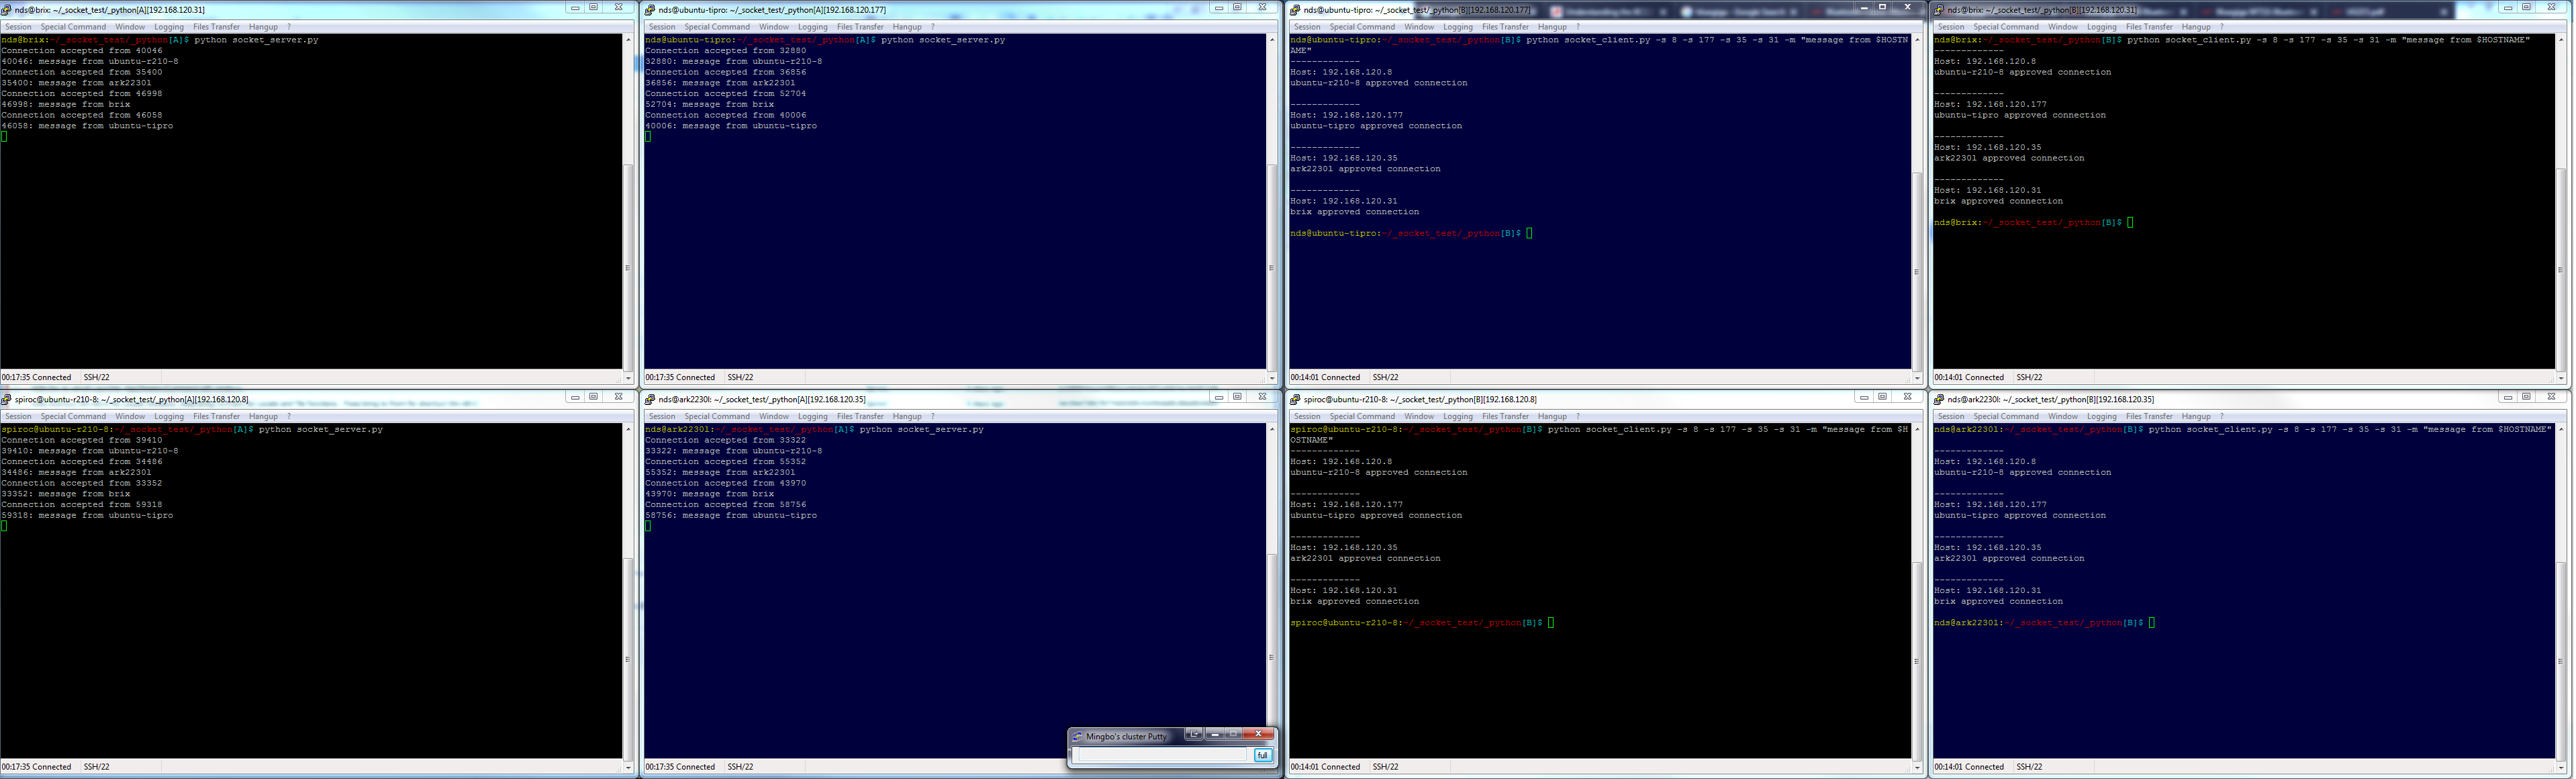 nds@brix: ~/_socket_test/_python[A][192.168.120.31]
Session Special Command Window Logging Files Transfer Hangup ?
nds@brix:~/_socket_test/_python[A]$ python socket_server.py
Connection accepted from 40046
40046: message from ubuntu-r210-8
Connection accepted from 35400
35400: message from ark2230l
Connection accepted from 46998
46998: message from brix
Connection accepted from 46058
46058: message from ubuntu-tipro
00:17:35 Connected SSH/22
nds@ubuntu-tipro: ~/_socket_test/_python[A][192.168.120.177]
Session Special Command Window Logging Files Transfer Hangup ?
nds@ubuntu-tipro:~/_socket_test/_python[A]$ python socket_server.py
Connection accepted from 32880
32880: message from ubuntu-r210-8
Connection accepted from 36856
36856: message from ark2230l
Connection accepted from 52704
52704: message from brix
Connection accepted from 40006
40006: message from ubuntu-tipro
00:17:35 Connected SSH/22
nds@ubuntu-tipro: ~/_socket_test/_python[B][192.168.120.177]
Session Special Command Window Logging Files Transfer Hangup ?
nds@ubuntu-tipro:~/_socket_test/_python[B]$ python socket_client.py -s 8 -s 177 -s 35 -s 31 -m "message from $HOSTN
AME"
-------------
Host: 192.168.120.8
ubuntu-r210-8 approved connection
-------------
Host: 192.168.120.177
ubuntu-tipro approved connection
-------------
Host: 192.168.120.35
ark2230l approved connection
-------------
Host: 192.168.120.31
brix approved connection
nds@ubuntu-tipro:~/_socket_test/_python[B]$
00:14:01 Connected SSH/22
nds@brix: ~/_socket_test/_python[B][192.168.120.31]
Session Special Command Window Logging Files Transfer Hangup ?
nds@brix:~/_socket_test/_python[B]$ python socket_client.py -s 8 -s 177 -s 35 -s 31 -m "message from $HOSTNAME"
-------------
Host: 192.168.120.8
ubuntu-r210-8 approved connection
-------------
Host: 192.168.120.177
ubuntu-tipro approved connection
-------------
Host: 192.168.120.35
ark2230l approved connection
-------------
Host: 192.168.120.31
brix approved connection
nds@brix:~/_socket_test/_python[B]$
00:14:01 Connected SSH/22
spiroc@ubuntu-r210-8: ~/_socket_test/_python[A][192.168.120.8]
Session Special Command Window Logging Files Transfer Hangup ?
spiroc@ubuntu-r210-8:~/_socket_test/_python[A]$ python socket_server.py
Connection accepted from 39410
39410: message from ubuntu-r210-8
Connection accepted from 34486
34486: message from ark2230l
Connection accepted from 33352
33352: message from brix
Connection accepted from 59318
59318: message from ubuntu-tipro
00:17:35 Connected SSH/22
nds@ark2230l: ~/_socket_test/_python[A][192.168.120.35]
Session Special Command Window Logging Files Transfer Hangup ?
nds@ark2230l:~/_socket_test/_python[A]$ python socket_server.py
Connection accepted from 33322
33322: message from ubuntu-r210-8
Connection accepted from 55352
55352: message from ark2230l
Connection accepted from 43970
43970: message from brix
Connection accepted from 58756
58756: message from ubuntu-tipro
Mingbo's cluster Putty
full
00:17:35 Connected SSH/22
spiroc@ubuntu-r210-8: ~/_socket_test/_python[B][192.168.120.8]
Session Special Command Window Logging Files Transfer Hangup ?
spiroc@ubuntu-r210-8:~/_socket_test/_python[B]$ python socket_client.py -s 8 -s 177 -s 35 -s 31 -m "message from $H
OSTNAME"
-------------
Host: 192.168.120.8
ubuntu-r210-8 approved connection
-------------
Host: 192.168.120.177
ubuntu-tipro approved connection
-------------
Host: 192.168.120.35
ark2230l approved connection
-------------
Host: 192.168.120.31
brix approved connection
spiroc@ubuntu-r210-8:~/_socket_test/_python[B]$
00:14:01 Connected SSH/22
nds@ark2230l: ~/_socket_test/_python[B][192.168.120.35]
Session Special Command Window Logging Files Transfer Hangup ?
nds@ark2230l:~/_socket_test/_python[B]$ python socket_client.py -s 8 -s 177 -s 35 -s 31 -m "message from $HOSTNAME"
-------------
Host: 192.168.120.8
ubuntu-r210-8 approved connection
-------------
Host: 192.168.120.177
ubuntu-tipro approved connection
-------------
Host: 192.168.120.35
ark2230l approved connection
-------------
Host: 192.168.120.31
brix approved connection
nds@ark2230l:~/_socket_test/_python[B]$
00:14:01 Connected SSH/22